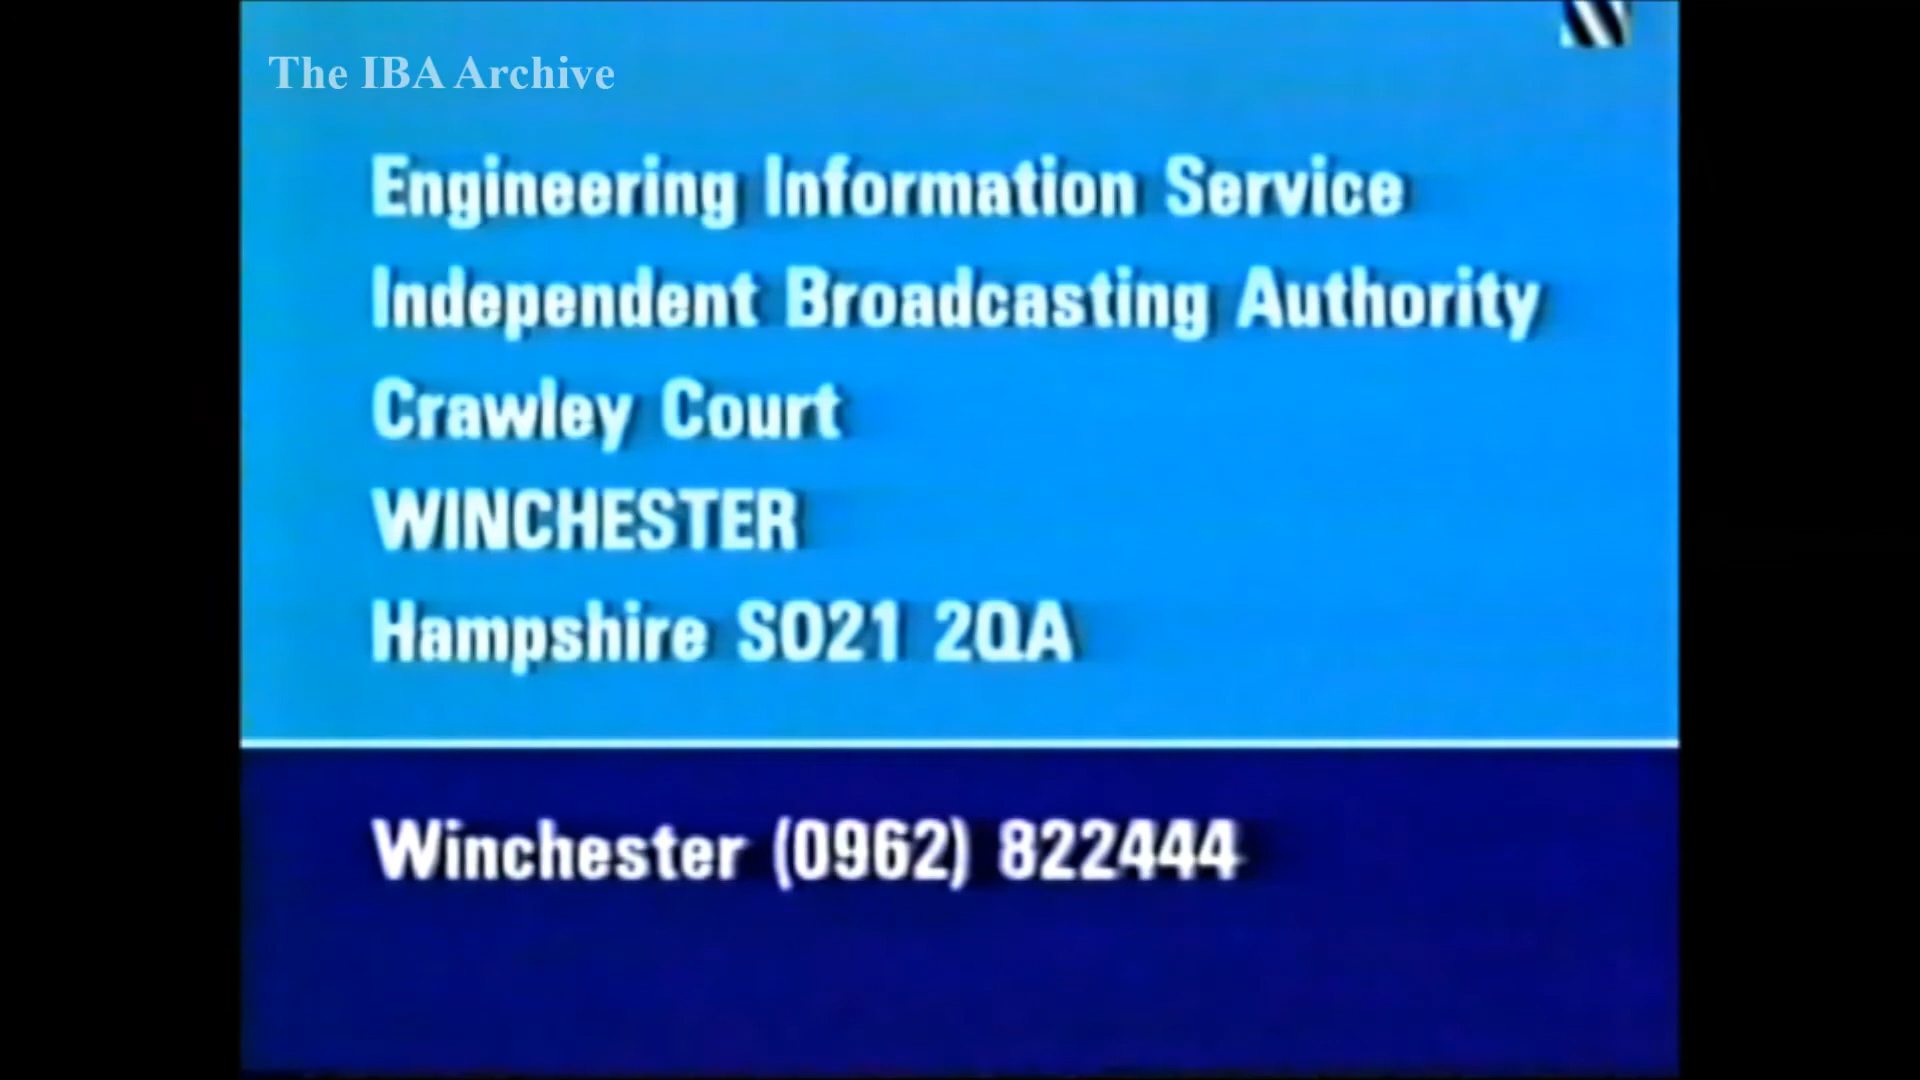 The IBA Archive
Engineering Information Service
Independent Broadcasting Authority
Crawley Court
WINCHESTER
Hampshire SO21 2QA
Winchester (0962) 822444